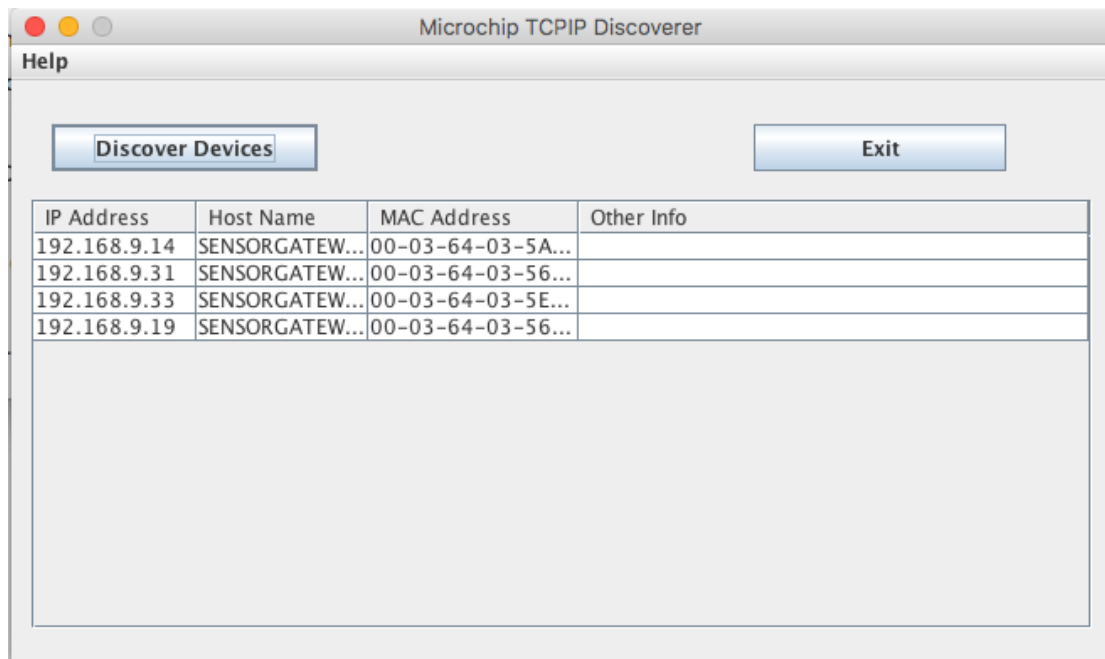 Microchip TCPIP Discoverer
Help
Discover Devices Exit
IP Address Host Name MAC Address Other Info
192.168.9.14 SENSORGATEW... 00-03-64-03-5A...
192.168.9.31 SENSORGATEW... 00-03-64-03-56...
192.168.9.33 SENSORGATEW... 00-03-64-03-5E...
192.168.9.19 SENSORGATEW... 00-03-64-03-56...